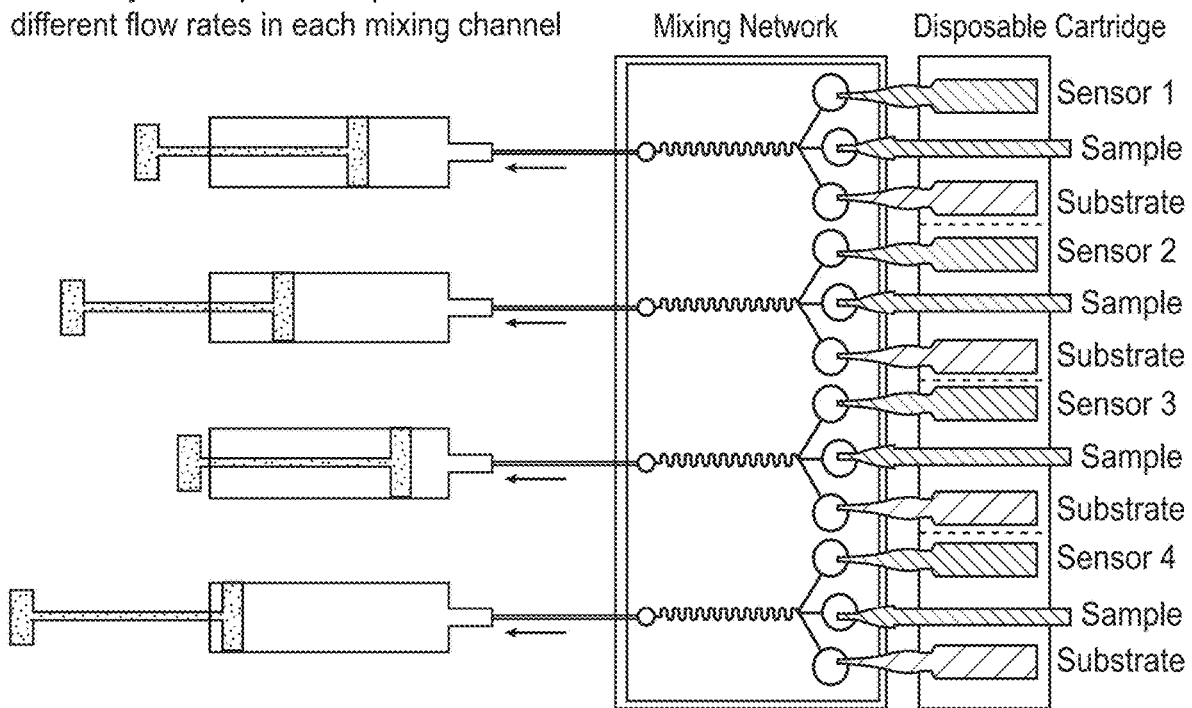 different flow rates in each mixing channel
Mixing Network
Disposable Cartridge
Sensor 1
Sample
Substrate
Sensor 2
Sample
Substrate
Sensor 3
Sample
Substrate
Sensor 4
Sample
Substrate